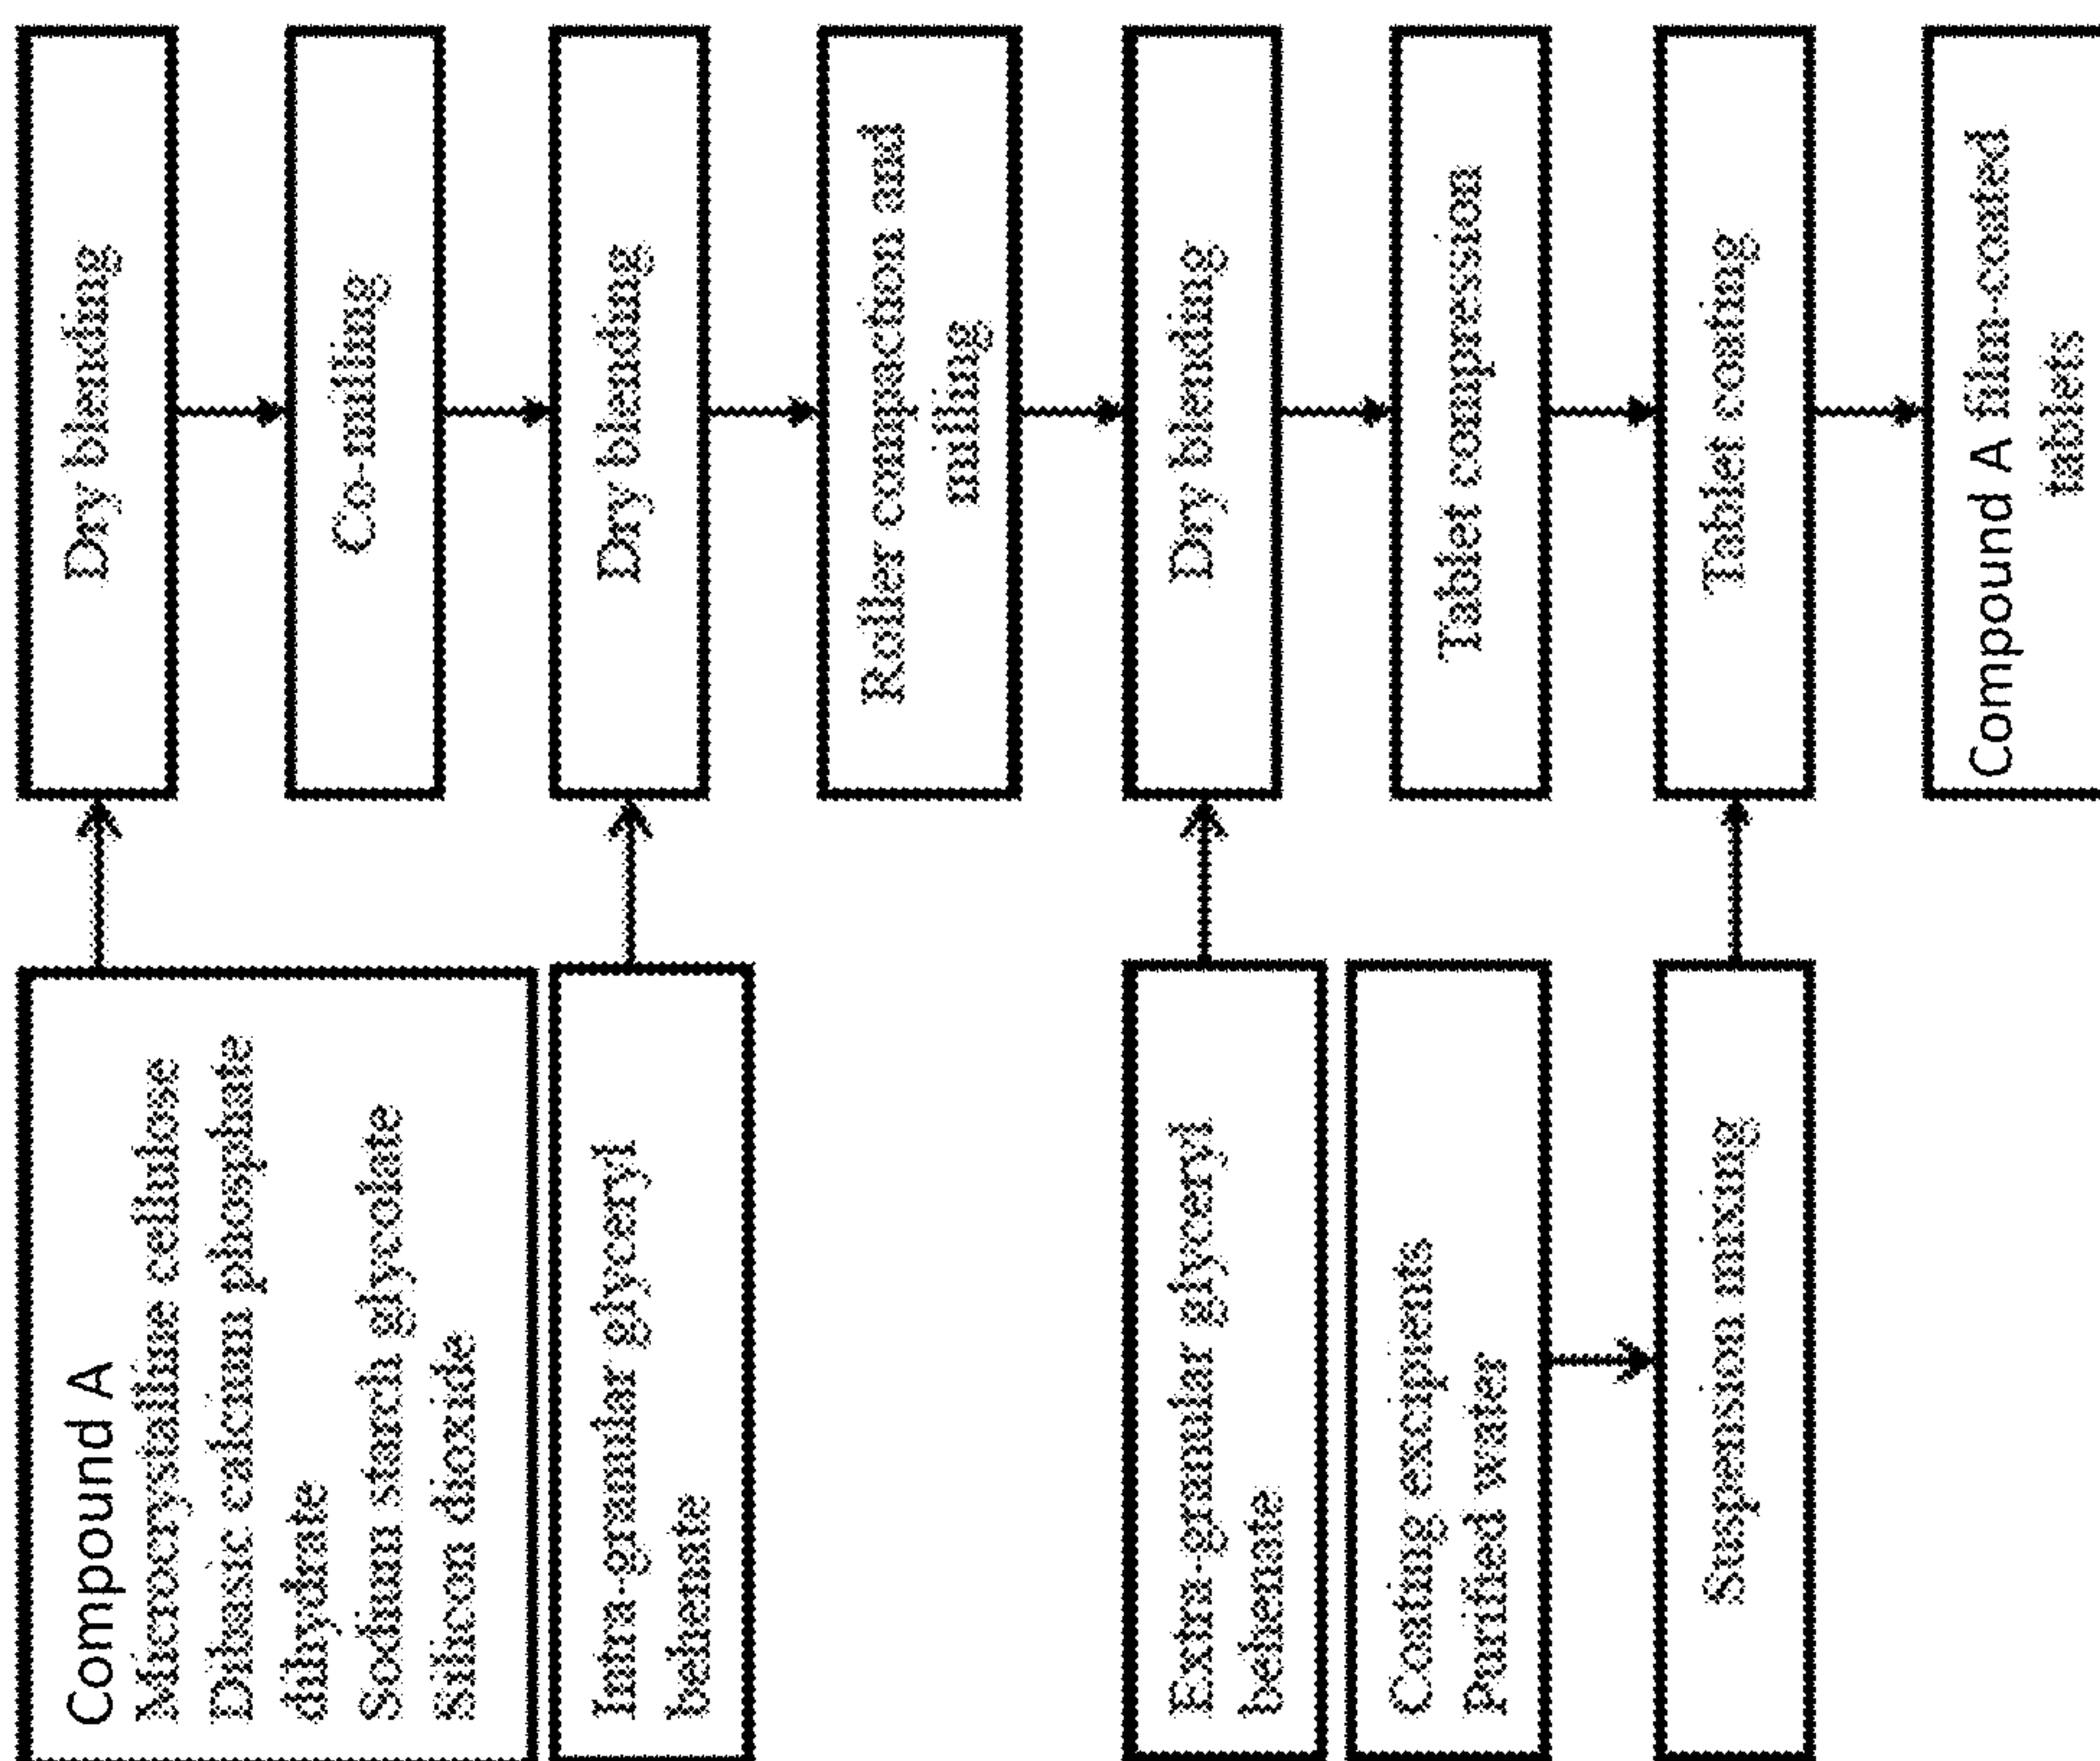 Compound A
Microcrystalline cellulose
Dibasic calcium phosphate
dihydrate
Sodium starch glycolate
Silicon dioxide
Dry blending
Co-milling
Intra-granular glyceryl
behenate
Dry blending
Roller compaction and
milling
Extra-granular glyceryl
behenate
Dry blending
Coating excipients
Purified water
Tablet compression
Suspension mixing
Tablet coating
Compound A film-coated
tablets